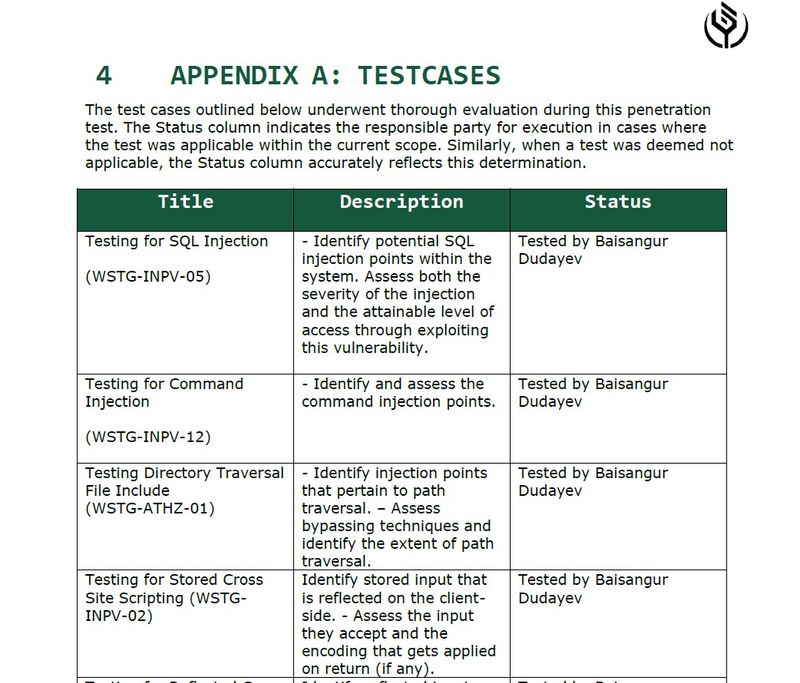 4 APPENDIX A: TESTCASES
The test cases outlined below underwent thorough evaluation during this penetration
test. The Status column indicates the responsible party for execution in cases where
the test was applicable within the current scope. Similarly, when a test was deemed not
applicable, the Status column accurately reflects this determination.
Title Description Status
Testing for SQL Injection
(WSTG-INPV-05)
- Identify potential SQL
injection points within the
system. Assess both the
severity of the injection
and the attainable level of
access through exploiting
this vulnerability.
Tested by Baisangur
Dudayev
Testing for Command
Injection
(WSTG-INPV-12)
- Identify and assess the
command injection points.
Tested by Baisangur
Dudayev
Testing Directory Traversal
File Include
(WSTG-ATHZ-01)
- Identify injection points
that pertain to path
traversal. – Assess
bypassing techniques and
identify the extent of path
traversal.
Tested by Baisangur
Dudayev
Testing for Stored Cross
Site Scripting (WSTG-
INPV-02)
Identify stored input that
is reflected on the client-
side. - Assess the input
they accept and the
encoding that gets applied
on return (if any).
Tested by Baisangur
Dudayev